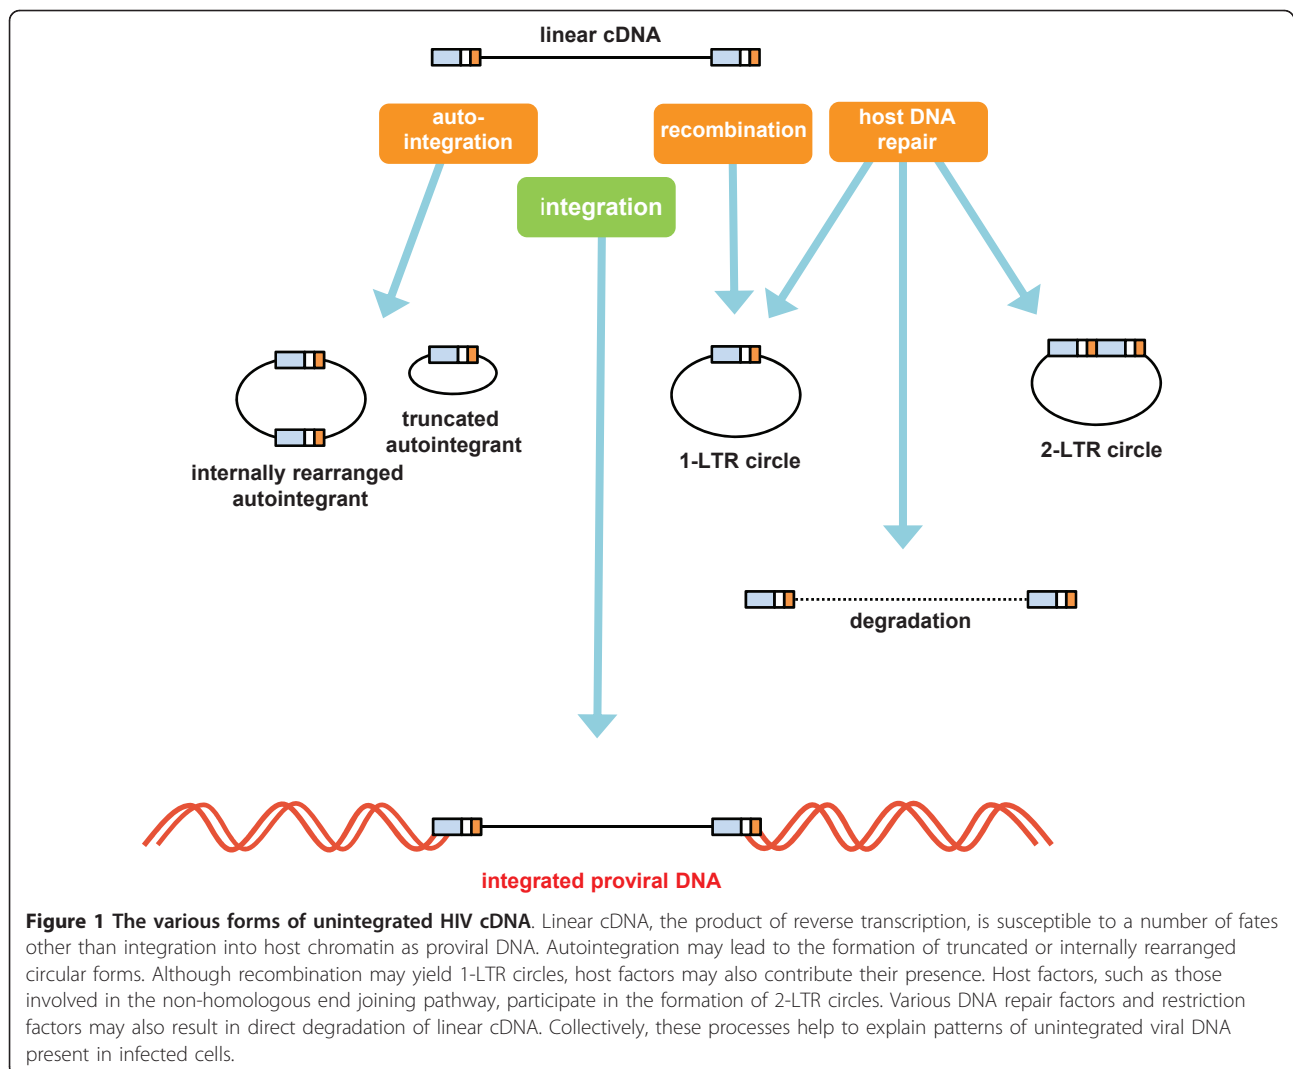 linear cDNA
auto-
integration
recombination
host DNA
repair
integration
truncated
autointegrant
internally rearranged
autointegrant
1-LTR circle
2-LTR circle
degradation
integrated proviral DNA
Figure 1 The various forms of unintegrated HIV cDNA. Linear cDNA, the product of reverse transcription, is susceptible to a number of fates
other than integration into host chromatin as proviral DNA. Autointegration may lead to the formation of truncated or internally rearranged
circular forms. Although recombination may yield 1-LTR circles, host factors may also contribute their presence. Host factors, such as those
involved in the non-homologous end joining pathway, participate in the formation of 2-LTR circles. Various DNA repair factors and restriction
factors may also result in direct degradation of linear cDNA. Collectively, these processes help to explain patterns of unintegrated viral DNA
present in infected cells.